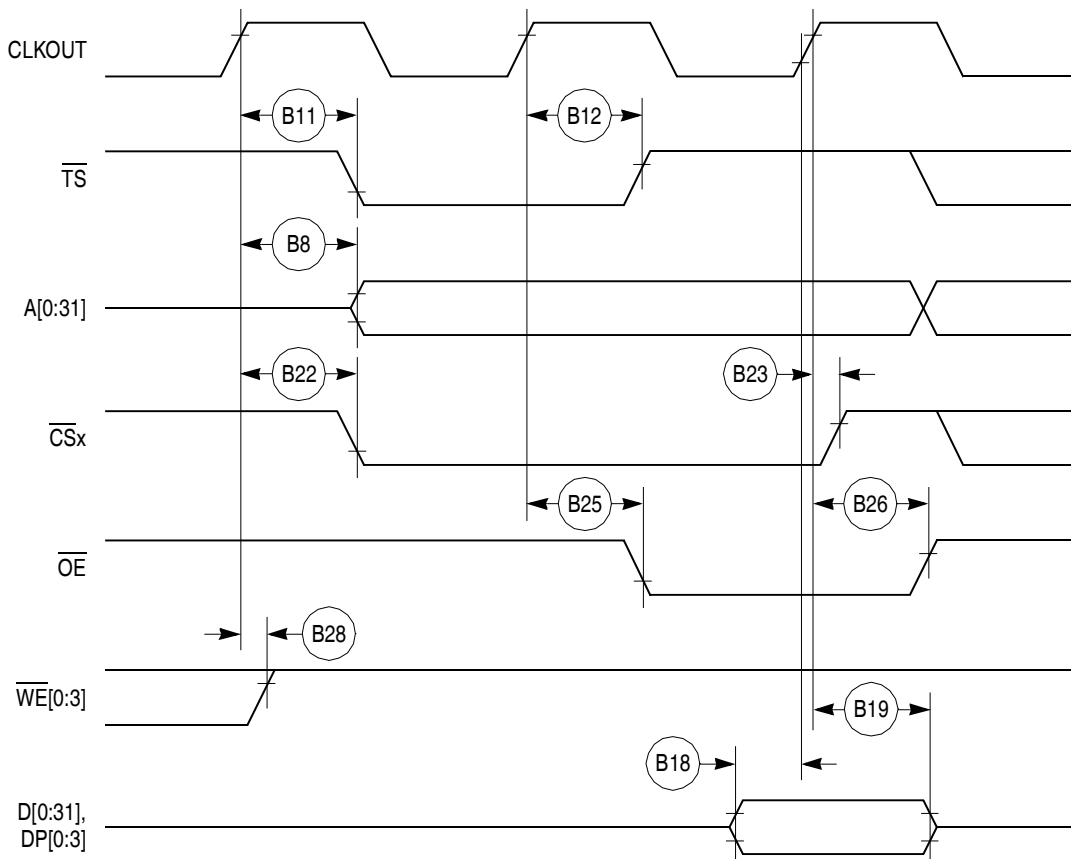 CLKOUT
B11
B12
TS
B8
A[0:31]
B22
B23
CSx
B25
B26
OE
B28
WE[0:3]
B19
B18
D[0:31],
DP[0:3]